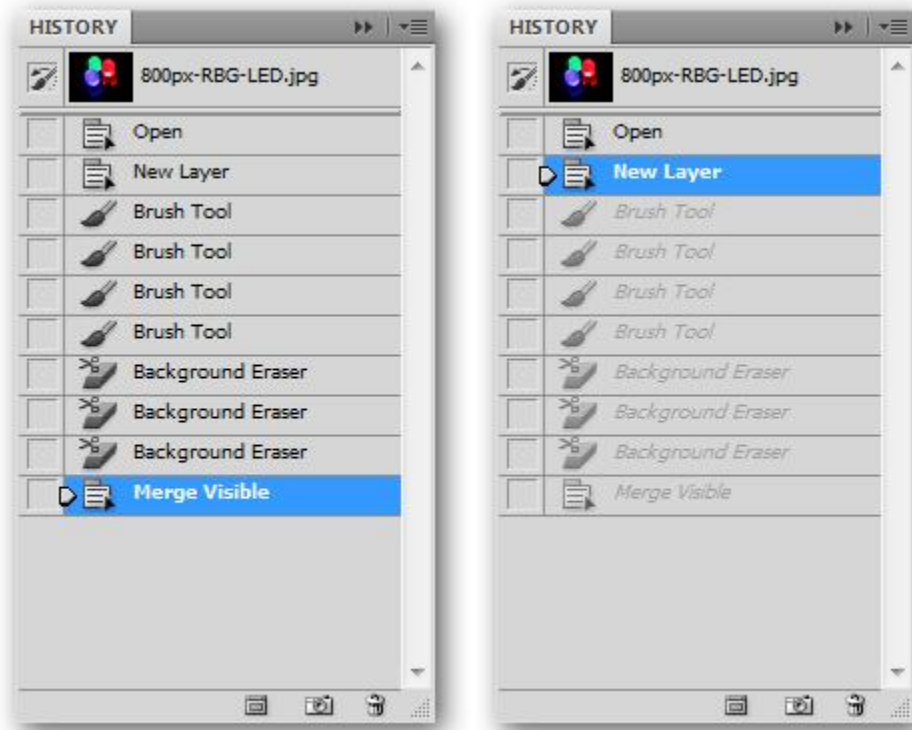 HISTORY
800px-RBG-LED.jpg
Open
New Layer
Brush Tool
Brush Tool
Brush Tool
Brush Tool
Background Eraser
Background Eraser
Background Eraser
Merge Visible
HISTORY
800px-RBG-LED.jpg
Open
New Layer
Brush Tool
Brush Tool
Brush Tool
Brush Tool
Background Eraser
Background Eraser
Background Eraser
Merge Visible